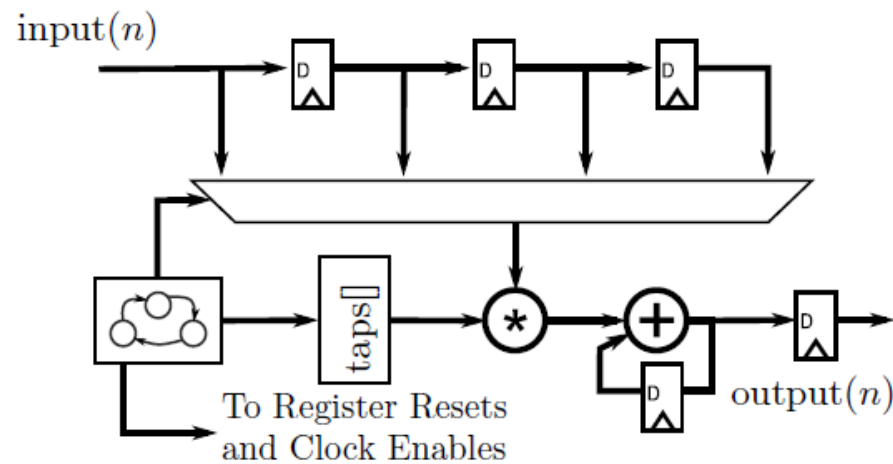 input(n)
D
D
D
taps[]
*
+
D
D
output(n)
To Register Resets
and Clock Enables